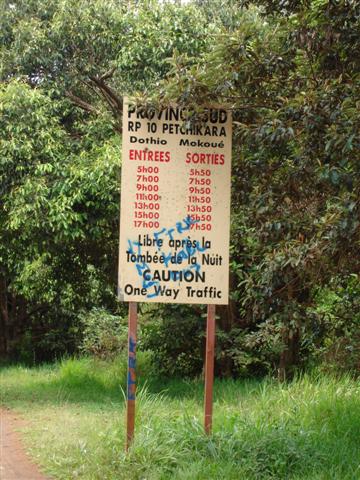 PROVINCE SUD
RP 10 PETCHIKARA
Dothio Mokoué
ENTREES SORTIES
5h00 5h50
7h00 7h50
9h00 9h50
11h00 11h50
13h00 13h50
15h00 15h50
17h00 17h50
Libre après la
Tombée de la Nuit
CAUTION
One Way Traffic